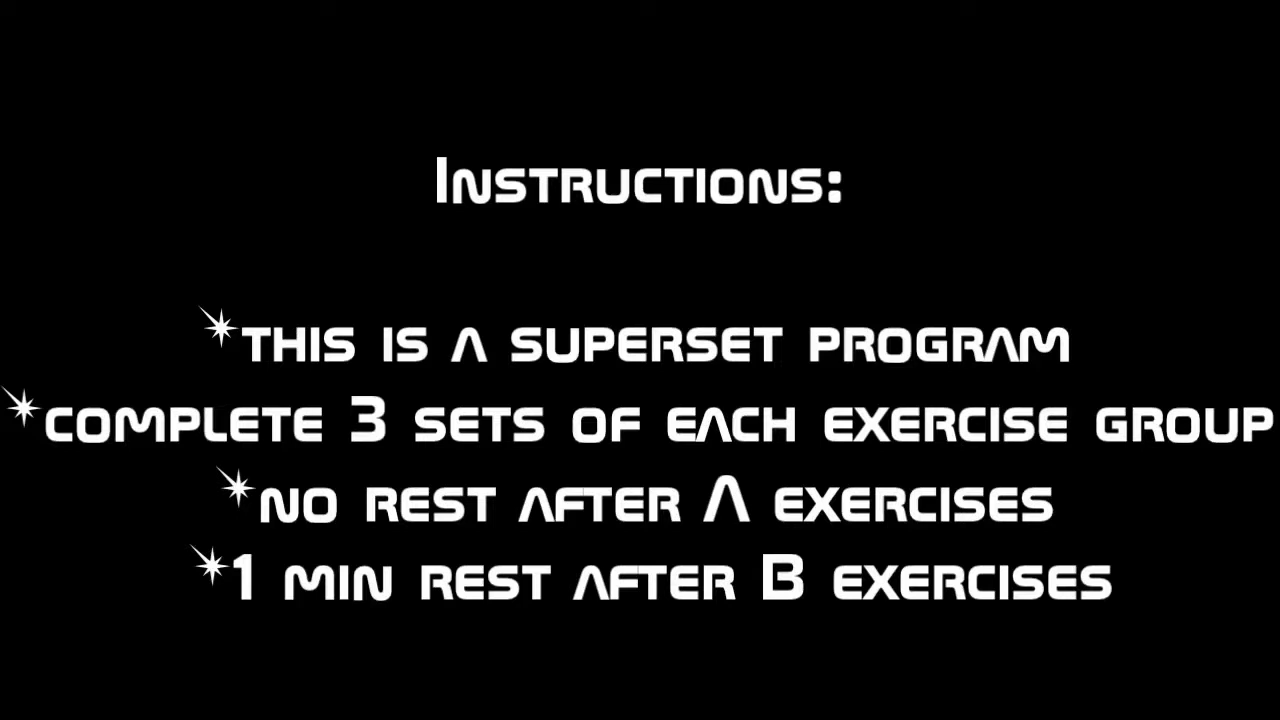 Instructions:
*this is a superset program
*complete 3 sets of each exercise group
*no rest after A exercises
*1 min rest after B exercises